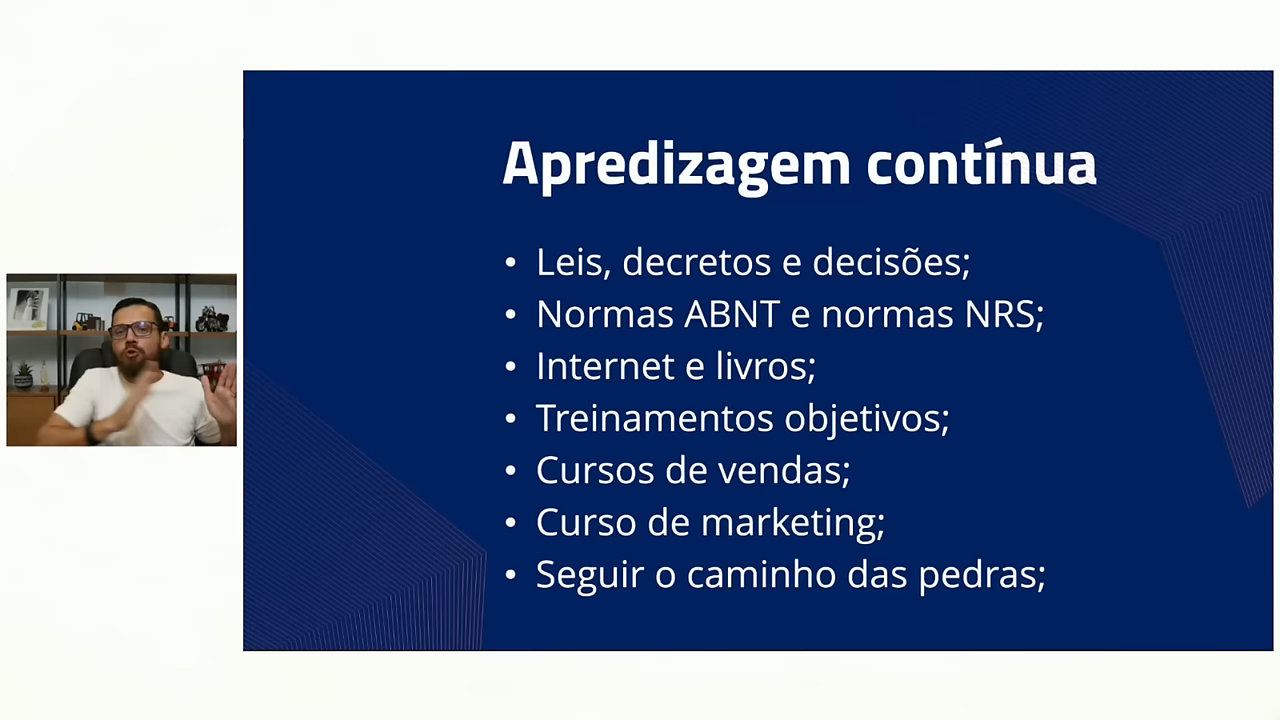 Apredizagem contínua
• Leis, decretos e decisões;
• Normas ABNT e normas NRS;
• Internet e livros;
• Treinamentos objetivos;
• Cursos de vendas;
• Curso de marketing;
• Seguir o caminho das pedras;